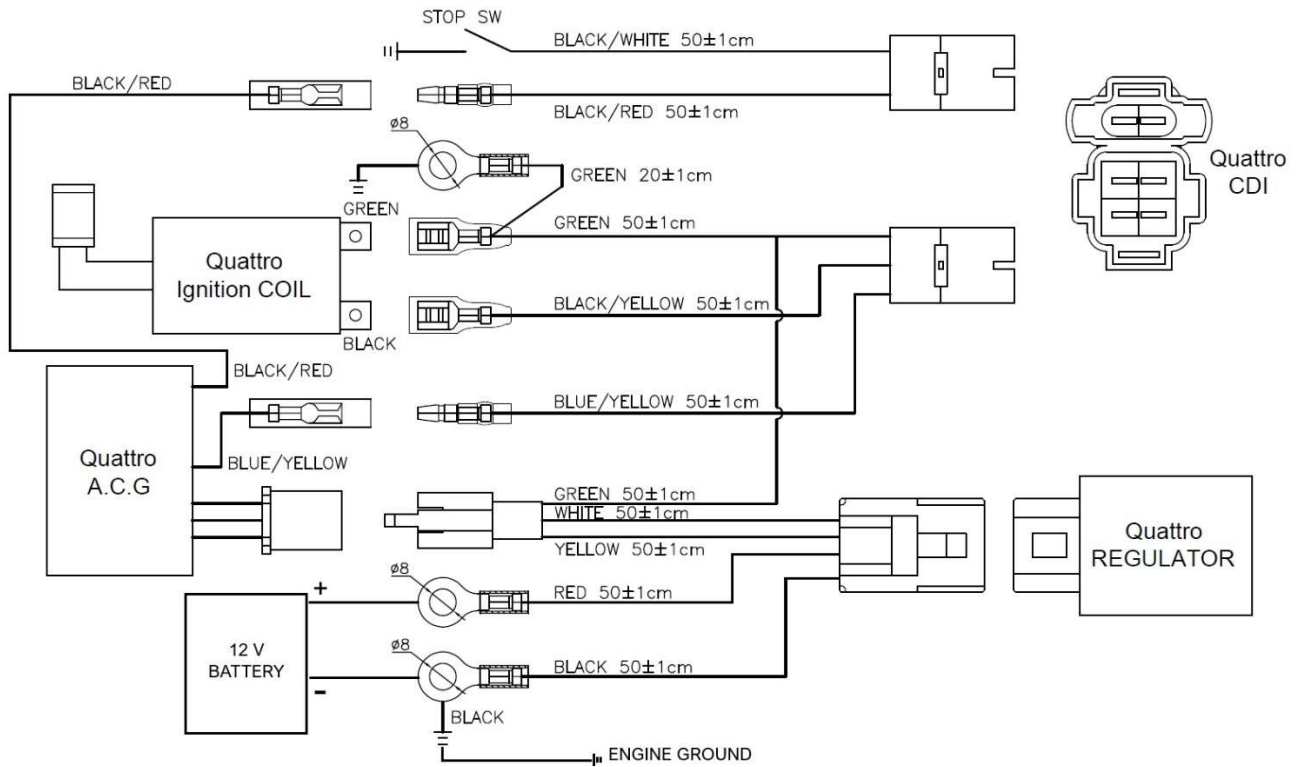 STOP SW
BLACK/WHITE 50±1cm
BLACK/RED
BLACK/RED 50±1cm
ø8
GREEN 20±1cm
Quattro
CDI
GREEN
GREEN 50±1cm
Quattro
Ignition COIL
BLACK/YELLOW 50±1cm
BLACK
BLACK/RED
BLUE/YELLOW 50±1cm
Quattro
A.C.G
BLUE/YELLOW
GREEN 50±1cm
WHITE 50±1cm
YELLOW 50±1cm
Quattro
REGULATOR
ø8
+
RED 50±1cm
12 V
BATTERY
ø8
BLACK 50±1cm
-
BLACK
ENGINE GROUND